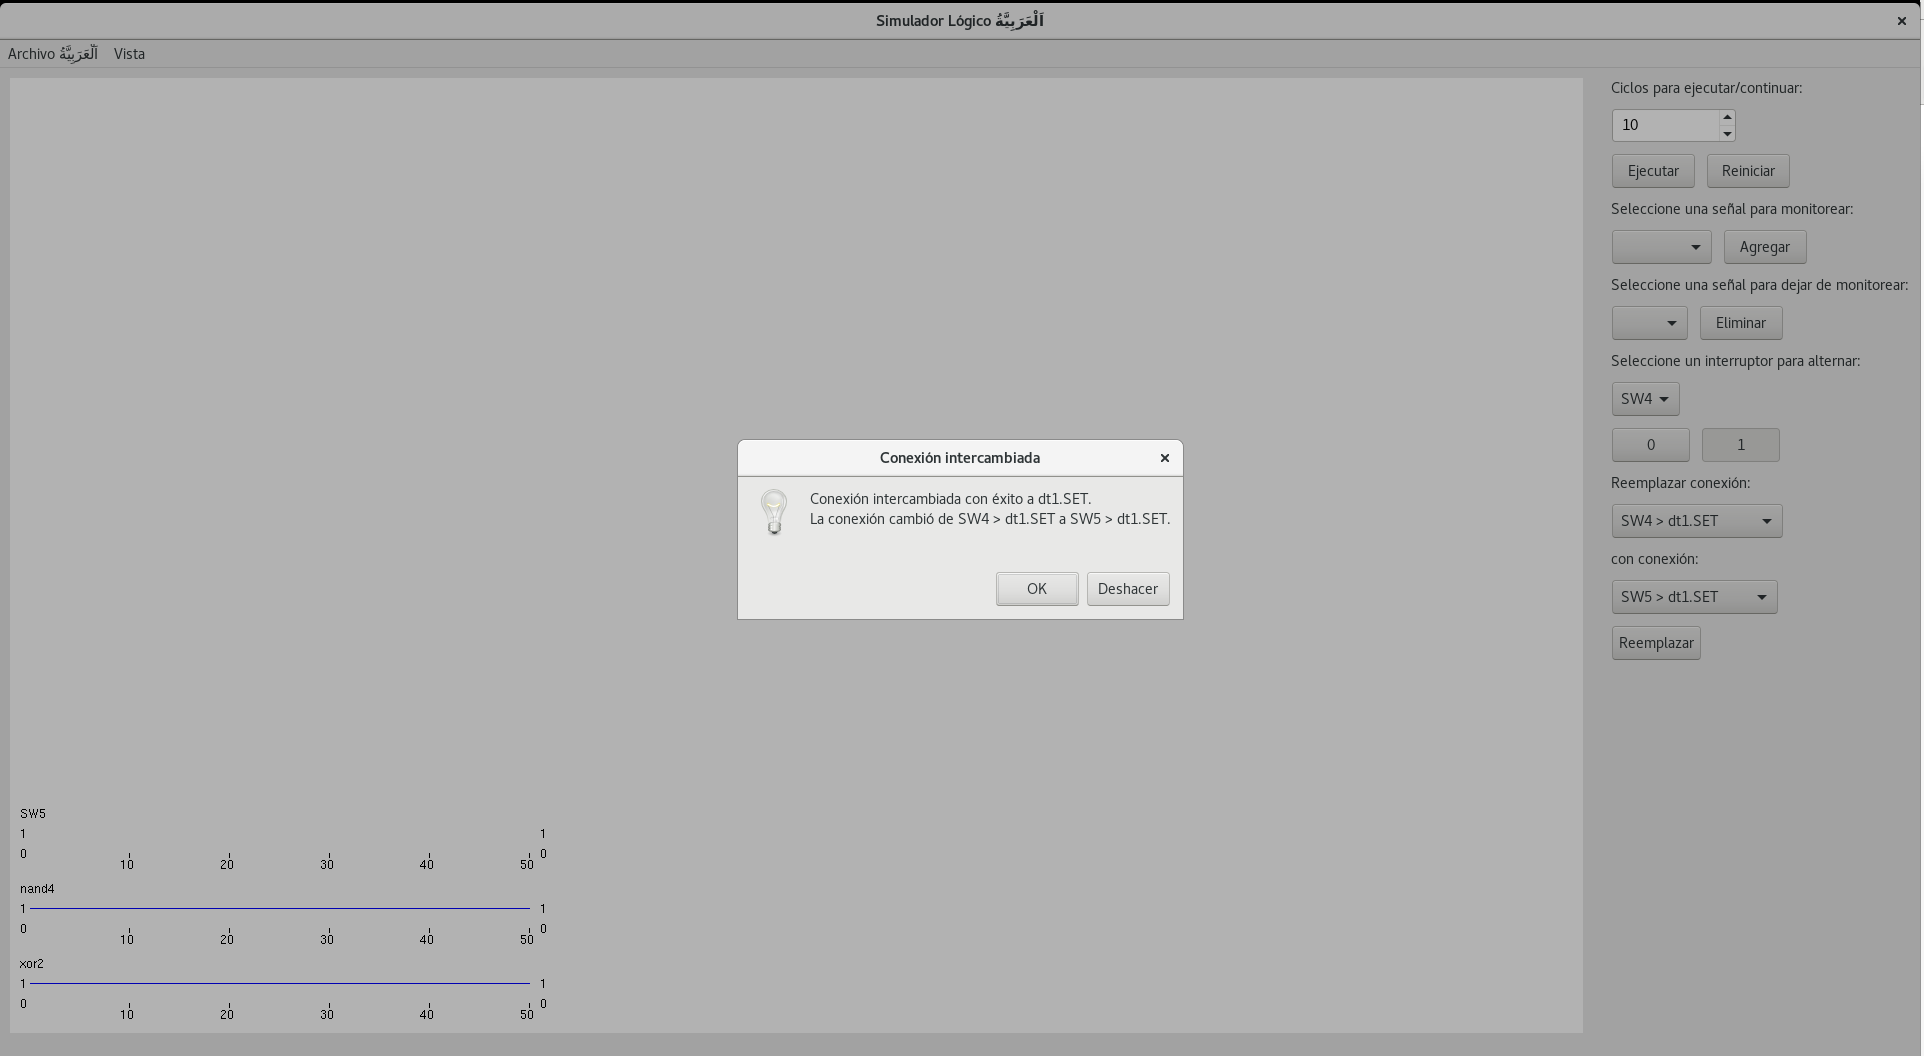 Simulador Lógico اَلْعَرَبِيَّةُ
Archivo اَلْعَرَبِيَّةُ Vista
Ciclos para ejecutar/continuar:
10
Ejecutar Reiniciar
Seleccione una señal para monitorear:
Agregar
Seleccione una señal para dejar de monitorear:
Eliminar
Seleccione un interruptor para alternar:
SW4
0 1
Reemplazar conexión:
SW4 > dt1.SET
con conexión:
SW5 > dt1.SET
Reemplazar
Conexión intercambiada
Conexión intercambiada con éxito a dt1.SET.
La conexión cambió de SW4 > dt1.SET a SW5 > dt1.SET.
OK Deshacer
SW5
1 1
0 0
10 20 30 40 50
nand4
1 1
0 0
10 20 30 40 50
xor2
1 1
0 0
10 20 30 40 50